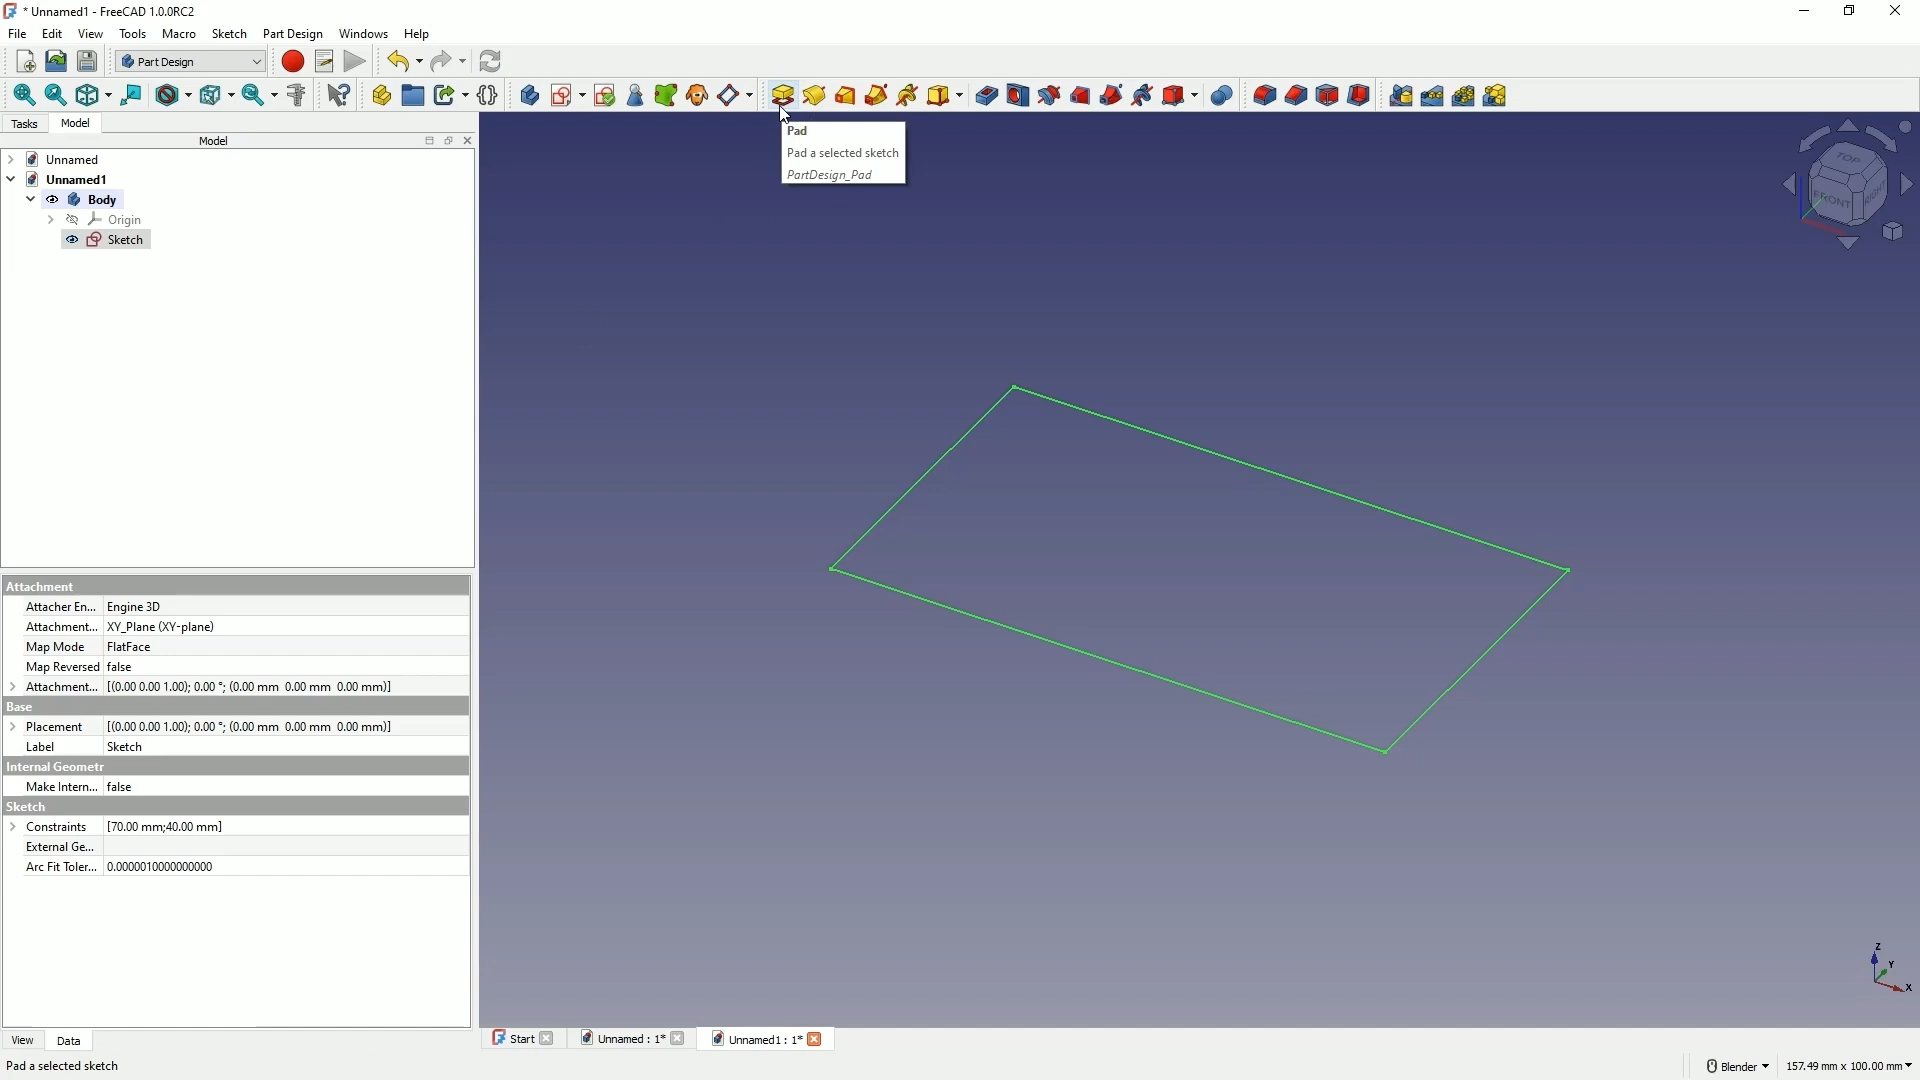 * Unnamed1 - FreeCAD 1.0.0RC2
File Edit View Tools Macro Sketch Part Design Windows Help
Part Design
Tasks Model
Model
Unnamed
Unnamed1
Body
Origin
Sketch
Pad
Pad a selected sketch
PartDesign_Pad
TOP
FRONT
RIGHT
Attachment
Attacher En... Engine 3D
Attachment... XY_Plane (XY-plane)
Map Mode FlatFace
Map Reversed false
Attachment... [(0.00 0.00 1.00); 0.00 °; (0.00 mm 0.00 mm 0.00 mm)]
Base
Placement [(0.00 0.00 1.00); 0.00 °; (0.00 mm 0.00 mm 0.00 mm)]
Label Sketch
Internal Geometr
Make Intern... false
Sketch
Constraints [70.00 mm;40.00 mm]
External Ge...
Arc Fit Toler... 0.0000010000000000
Z
Y
X
View Data
Start Unnamed : 1* Unnamed1 : 1*
Pad a selected sketch
Blender 157.49 mm x 100.00 mm